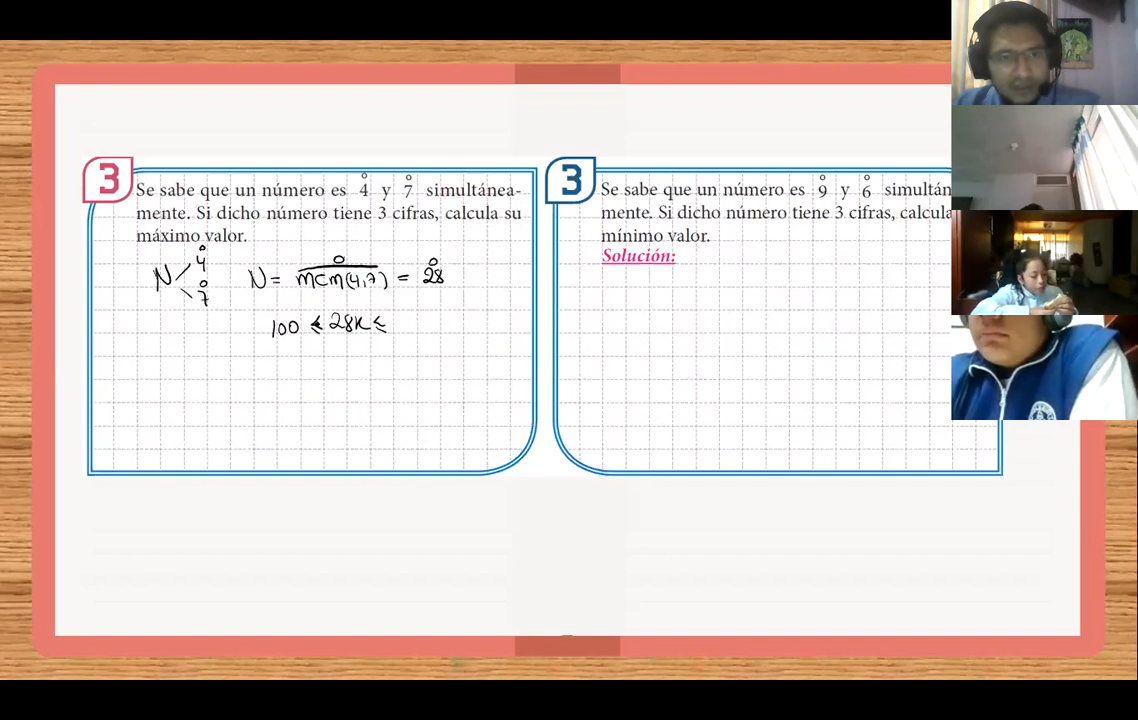 3
Se sabe que un número es 4̊ y 7̊ simultánea-
mente. Si dicho número tiene 3 cifras, calcula su
máximo valor.
N 4̊ 7̊
N = mcm(4,7)̊ = 28̊
100 ≤ 28K ≤
3
Se sabe que un número es 9̊ y 6̊ simultán
mente. Si dicho número tiene 3 cifras, calcula
mínimo valor.
Solución: